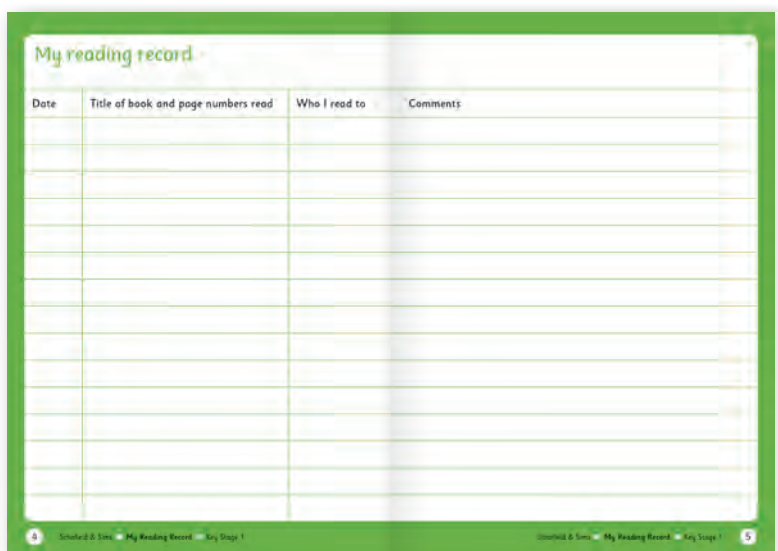 My reading record
Date Title of book and page numbers read Who I read to Comments
4 Schofield & Sims My Reading Record Key Stage 1 Schofield & Sims My Reading Record Key Stage 1 5